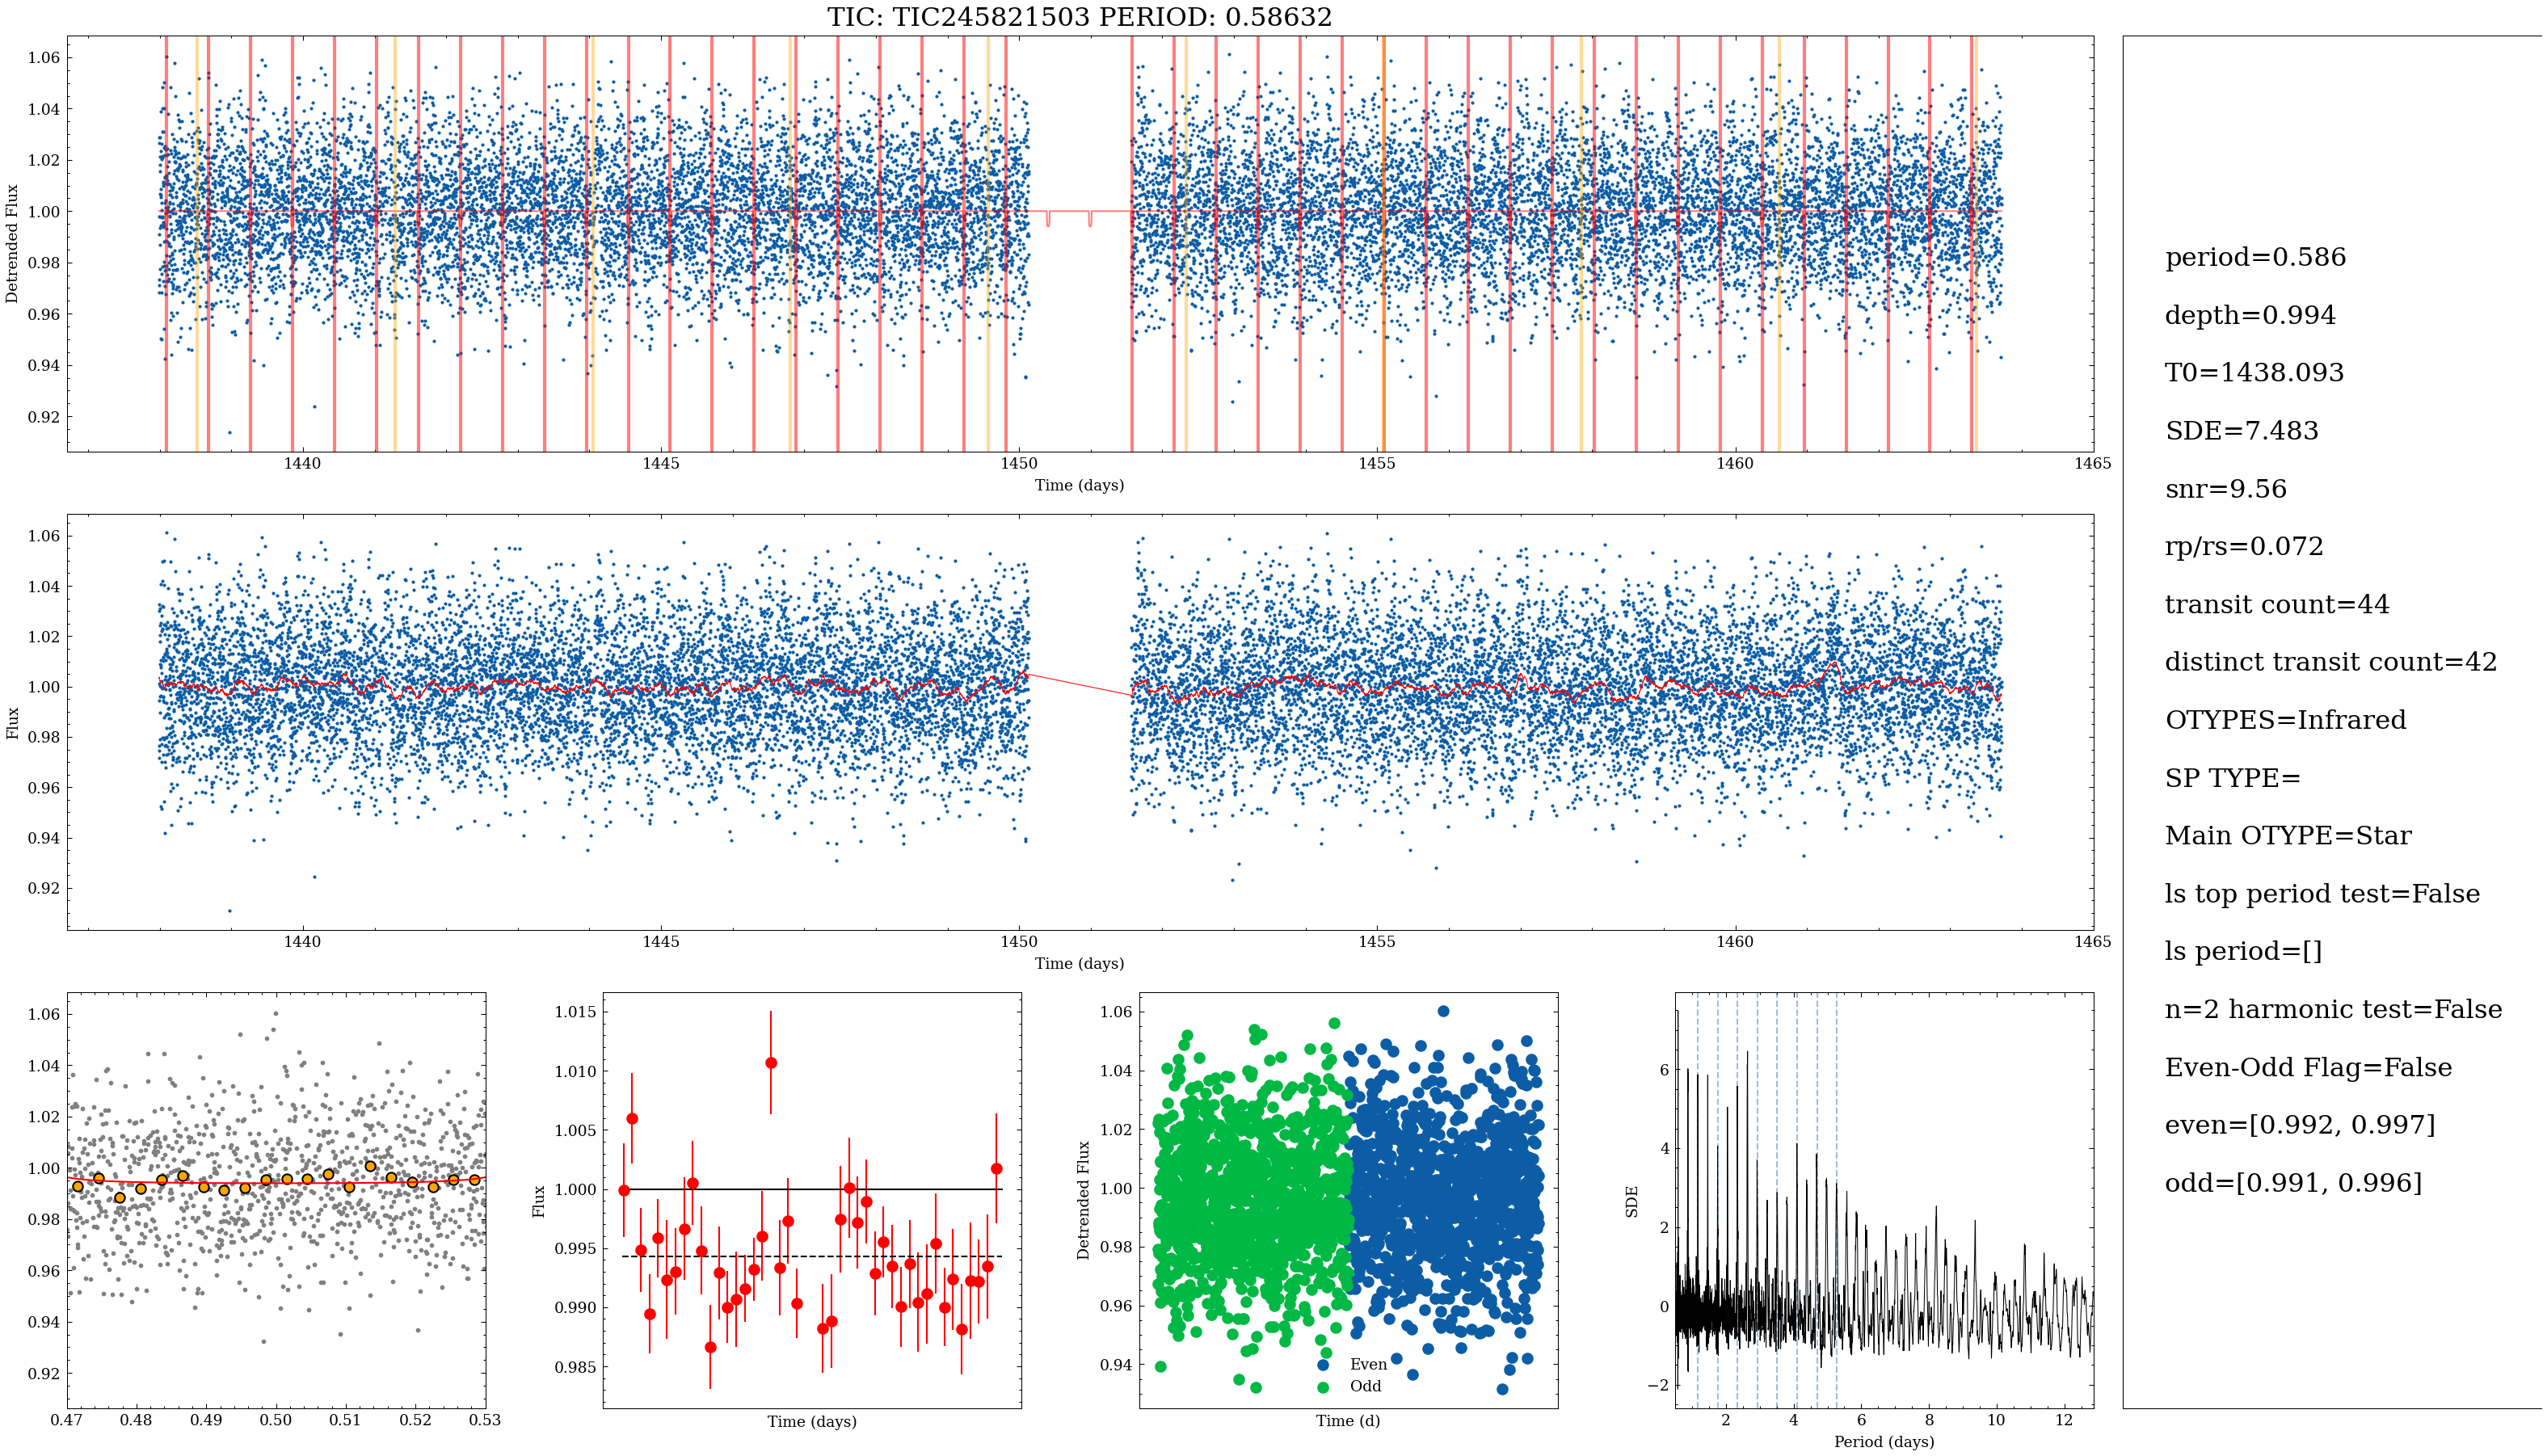 TIC: TIC245821503 PERIOD: 0.58632
1.06
1.04
1.02
1.00
0.98
0.96
0.94
0.92
Detrended Flux
1440
1445
1450
1455
1460
1465
Time (days)
1.06
1.04
1.02
1.00
0.98
0.96
0.94
0.92
Flux
1440
1445
1450
1455
1460
1465
Time (days)
1.06
1.04
1.02
1.00
0.98
0.96
0.94
0.92
0.47
0.48
0.49
0.50
0.51
0.52
0.53
1.015
1.010
1.005
1.000
0.995
0.990
0.985
Flux
Time (days)
1.06
1.04
1.02
1.00
0.98
0.96
0.94
Detrended Flux
Even
Odd
Time (d)
6
4
2
0
−2
SDE
2
4
6
8
10
12
Period (days)
period=0.586
depth=0.994
T0=1438.093
SDE=7.483
snr=9.56
rp/rs=0.072
transit count=44
distinct transit count=42
OTYPES=Infrared
SP TYPE=
Main OTYPE=Star
ls top period test=False
ls period=[]
n=2 harmonic test=False
Even-Odd Flag=False
even=[0.992, 0.997]
odd=[0.991, 0.996]